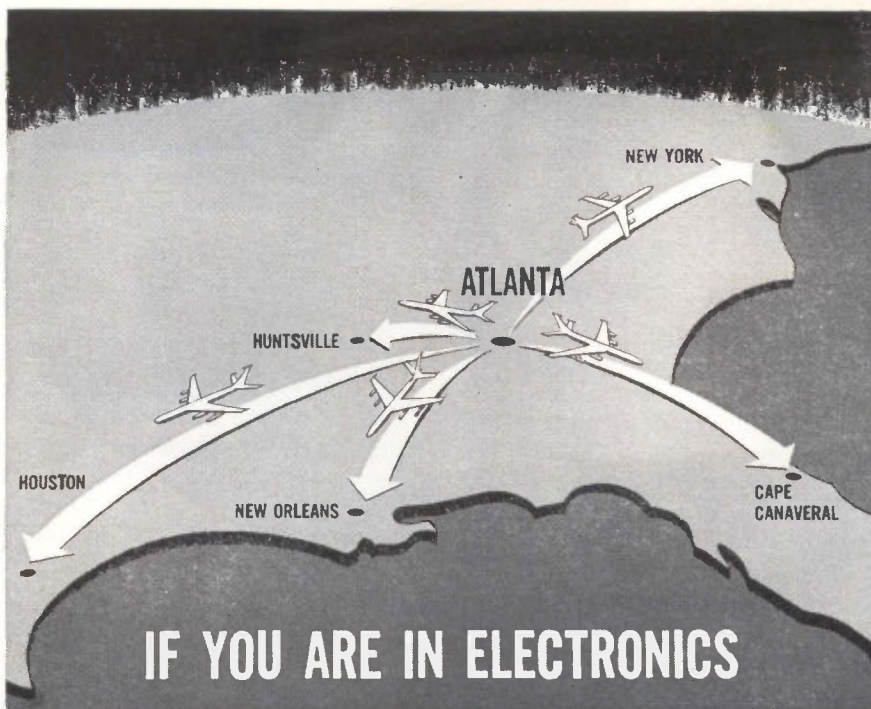 NEW YORK
ATLANTA
HUNTSVILLE
HOUSTON
NEW ORLEANS
CAPE
CANAVERAL
IF YOU ARE IN ELECTRONICS